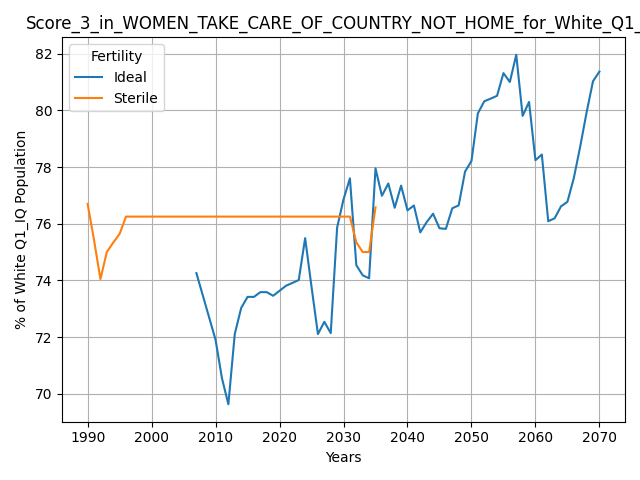 Score_3_in_WOMEN_TAKE_CARE_OF_COUNTRY_NOT_HOME_for_White_Q1_
Fertility
Ideal
Sterile
% of White Q1_IQ Population
82
80
78
76
74
72
70
1990 2000 2010 2020 2030 2040 2050 2060 2070
Years